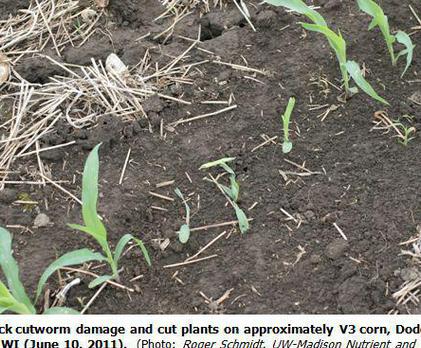 ck cutworm damage and cut plants on approximately V3 corn, Dod
WI (June 10, 2011). (Photo: Roger Schmidt, UW-Madison Nutrient and